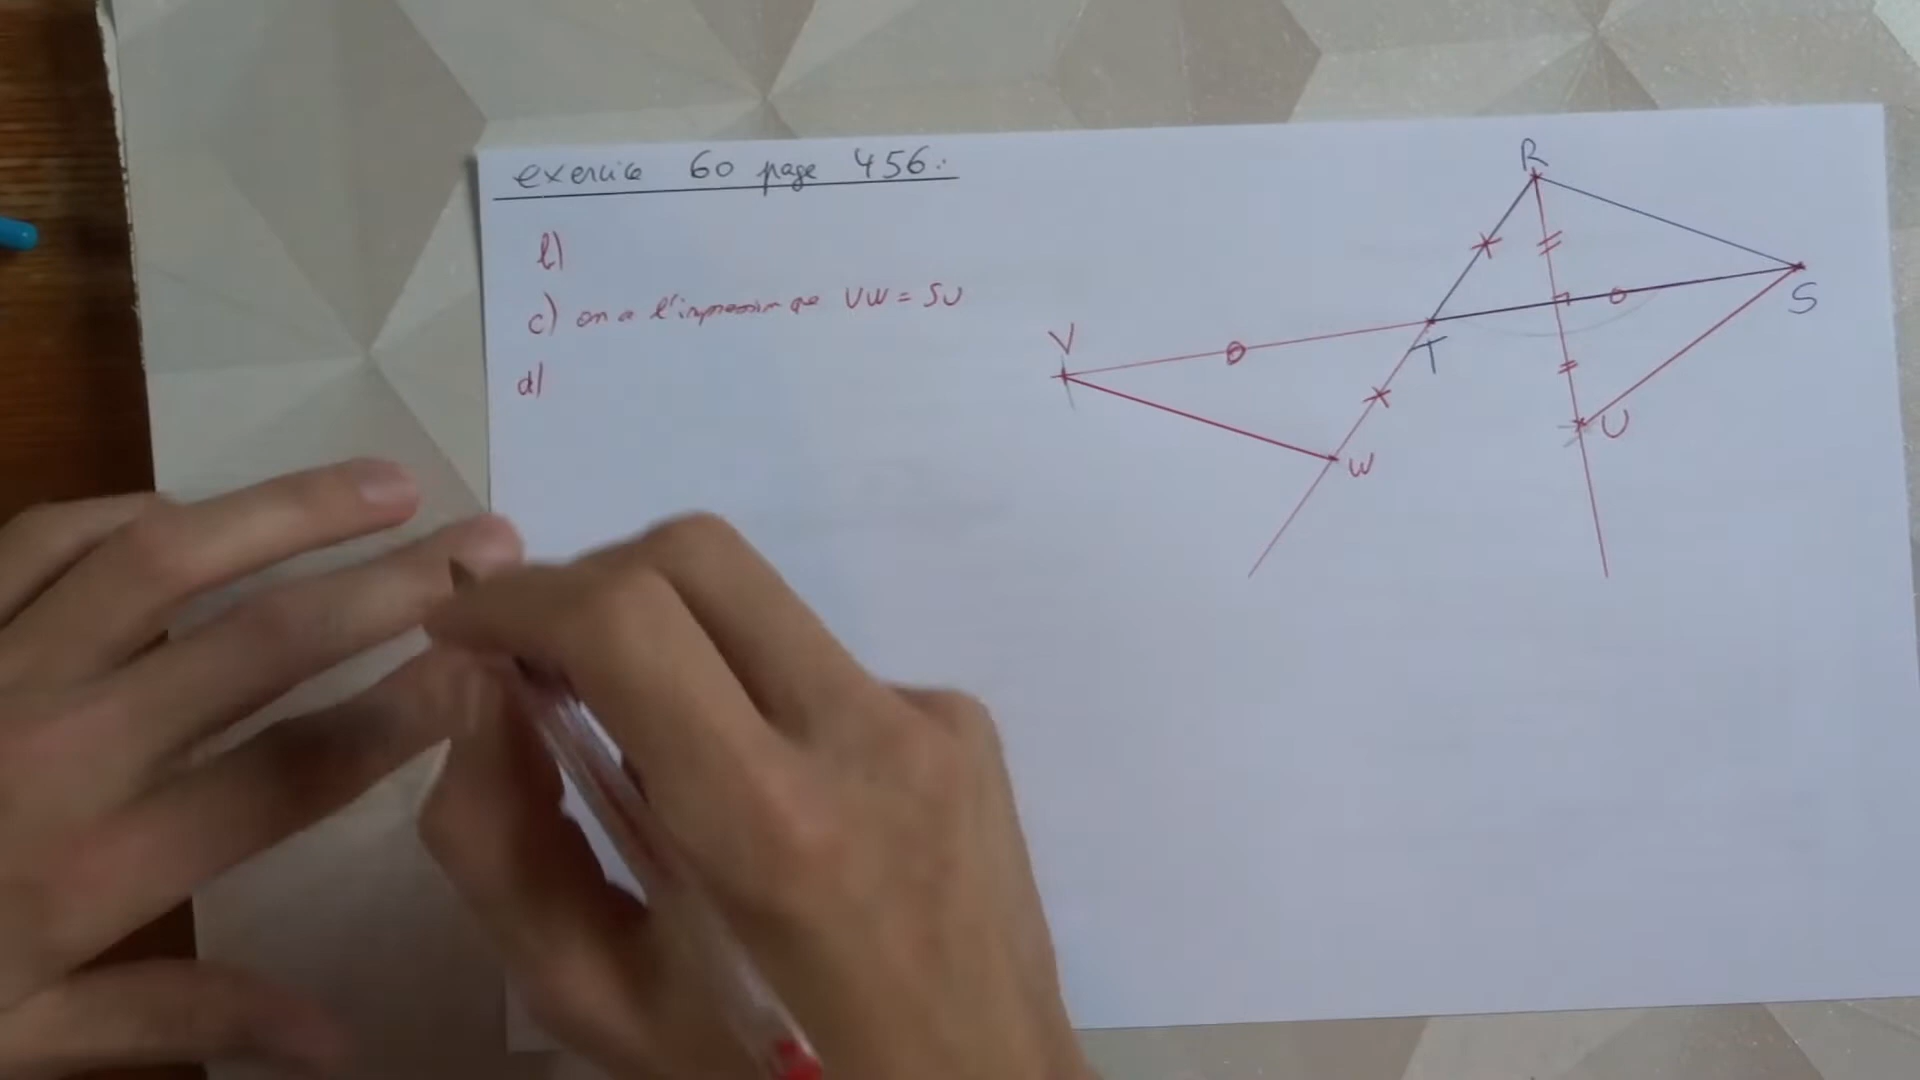 exercice 60 page 456:
b)
c) on a l'impression que VW = SU
d)
R
S
V
T
U
W